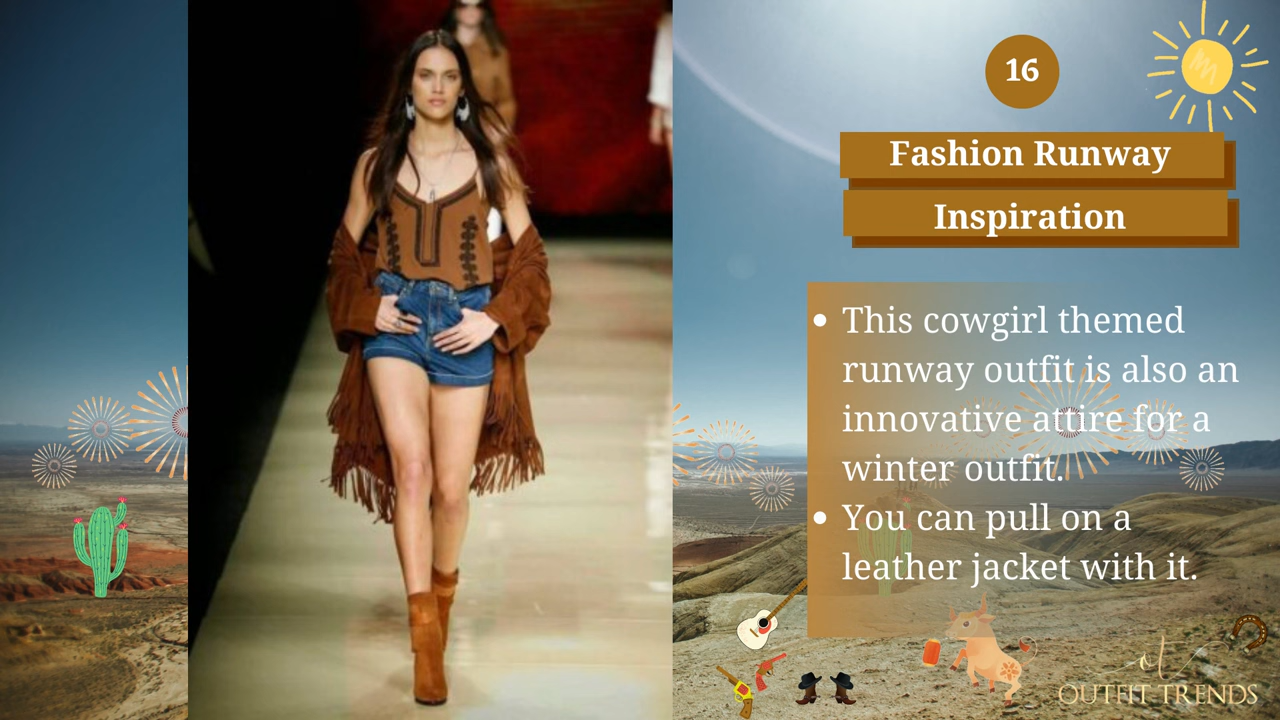 16
Fashion Runway
Inspiration
• This cowgirl themed
runway outfit is also an
innovative attire for a
winter outfit.
• You can pull on a
leather jacket with it.
ot
OUTFIT TRENDS